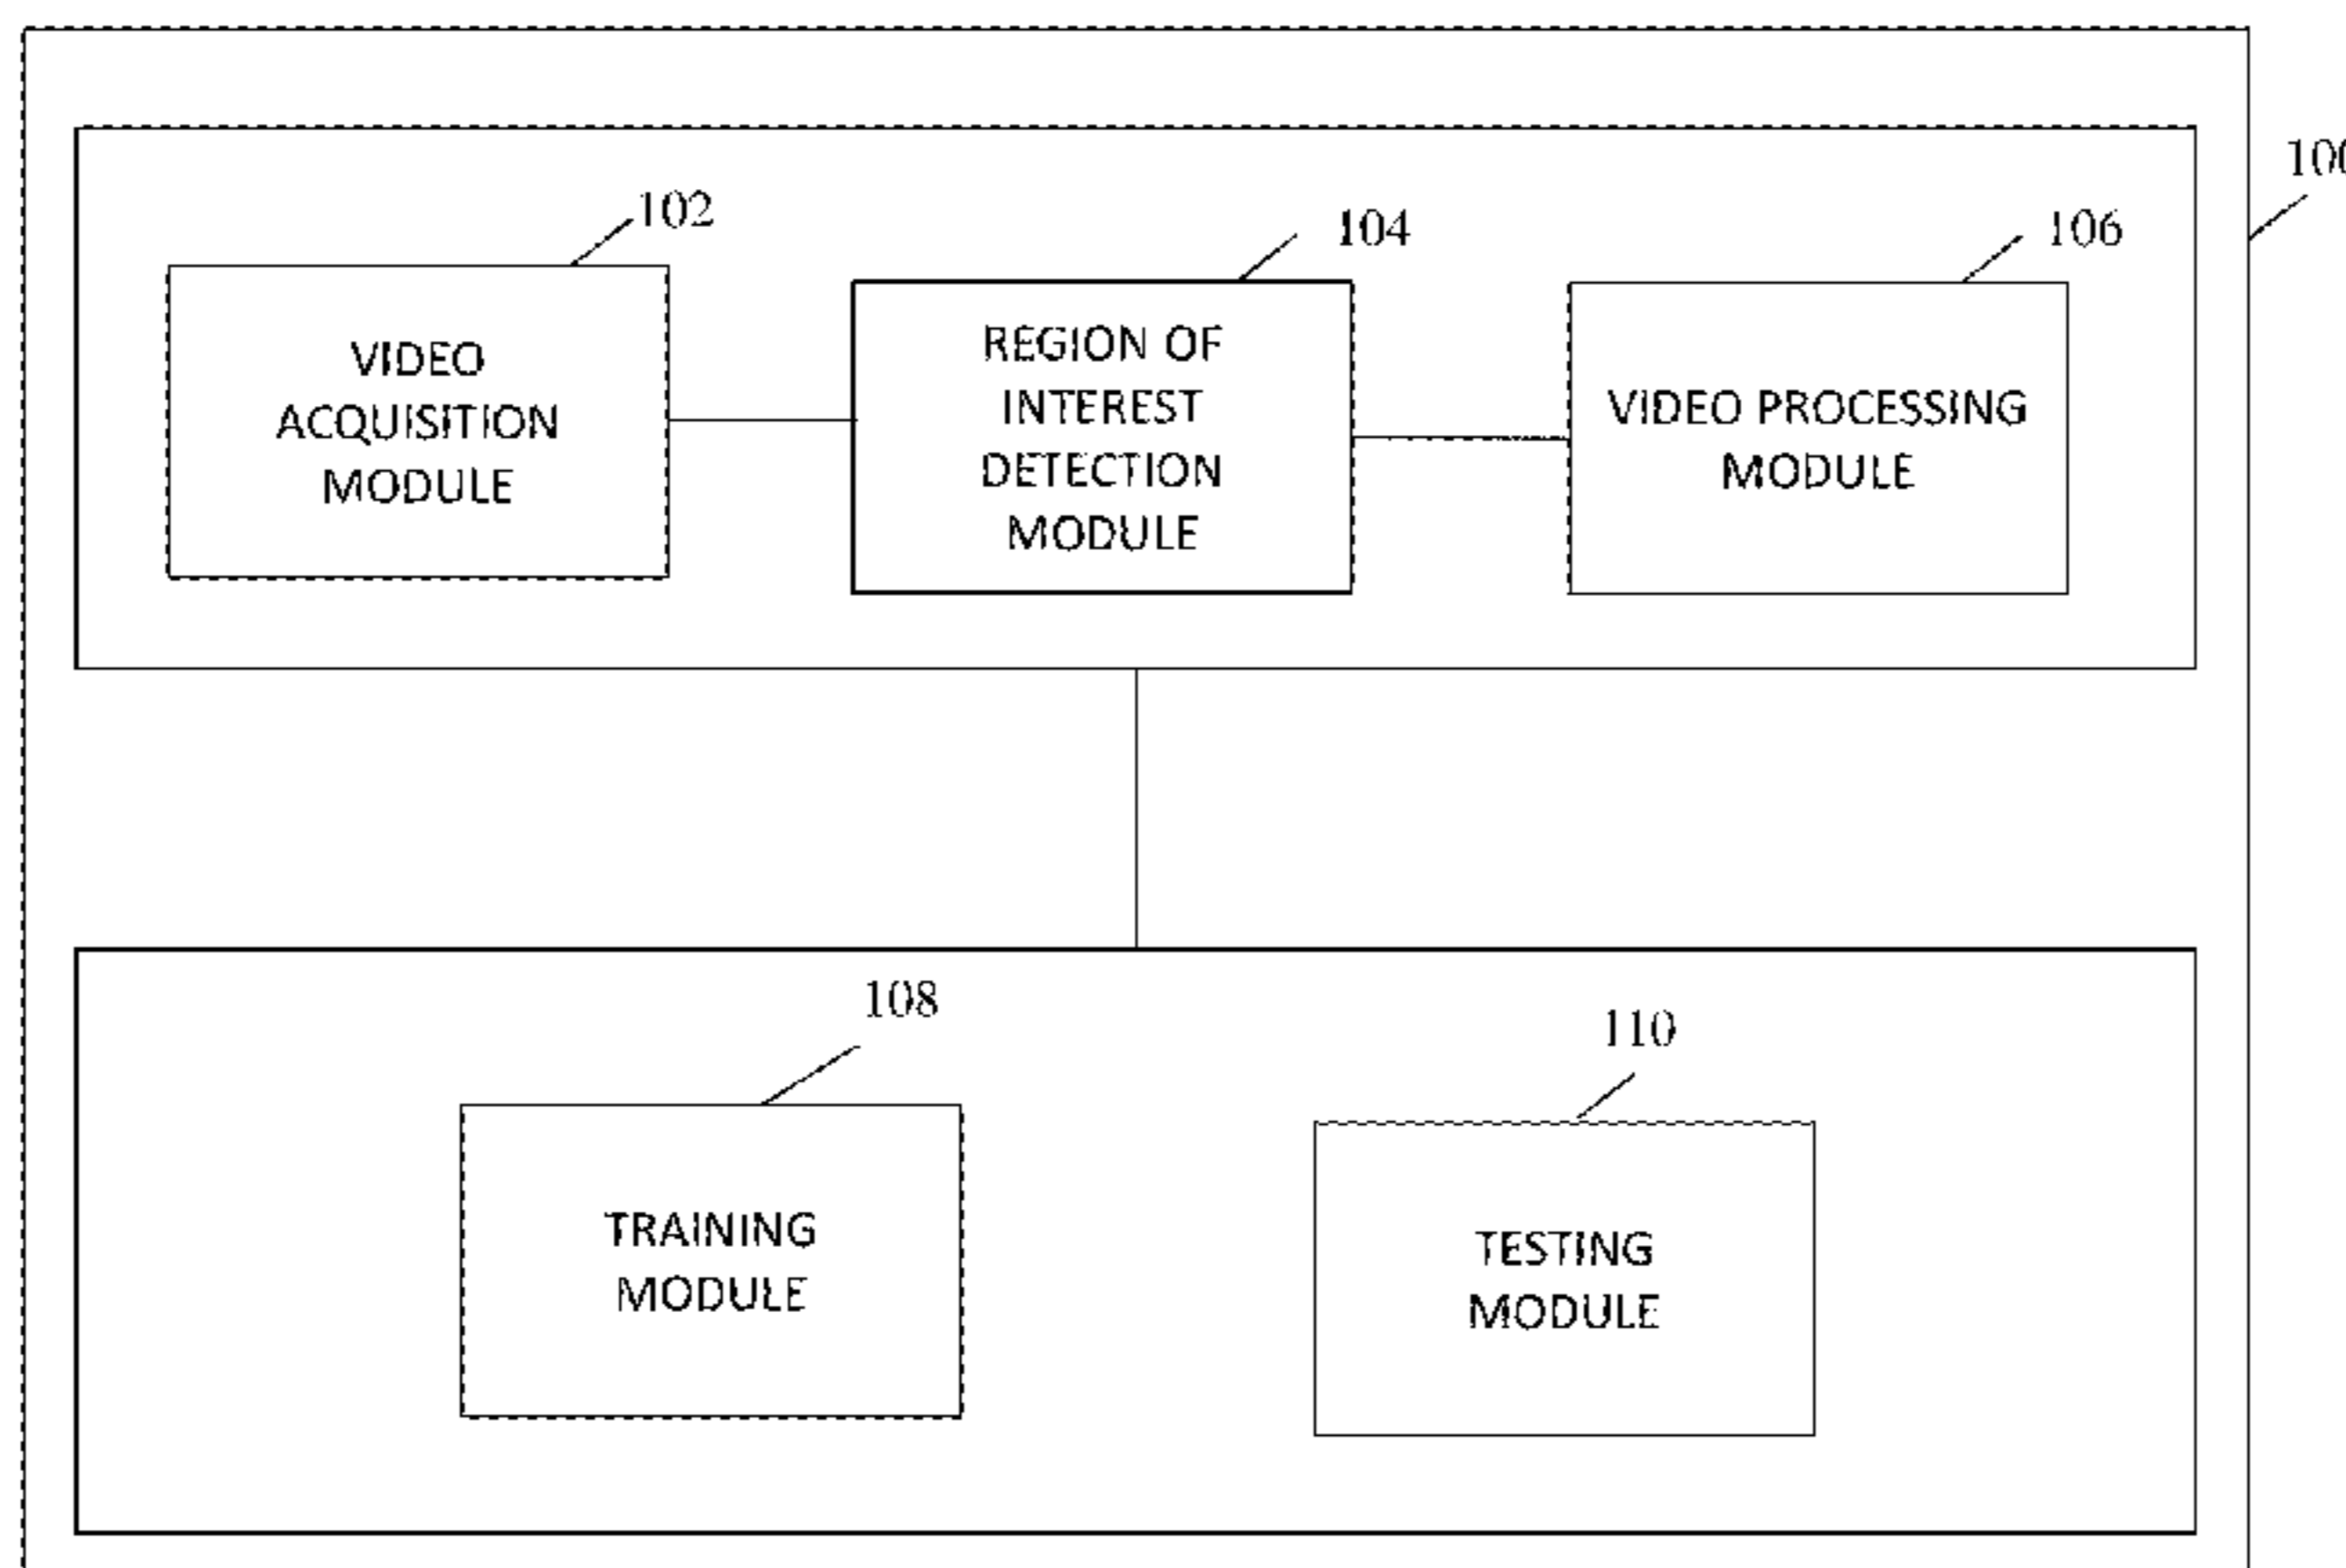 100
102
104
106
VIDEO
ACQUISITION
MODULE
REGION OF
INTEREST
DETECTION
MODULE
VIDEO PROCESSING
MODULE
108
110
TRAINING
MODULE
TESTING
MODULE